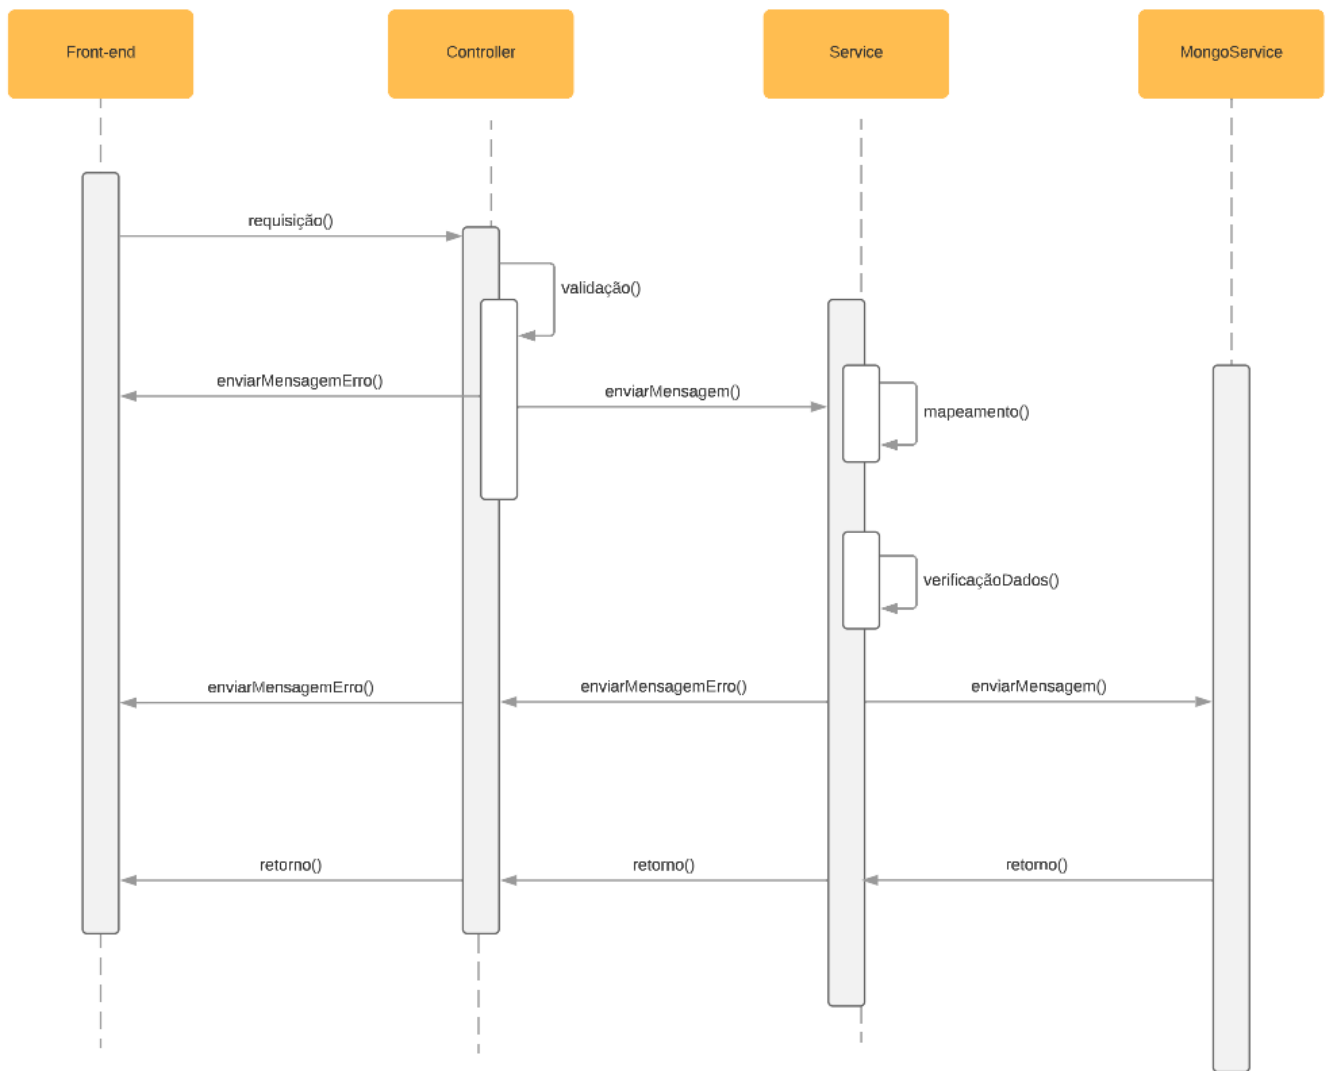 Front-end
Controller
Service
MongoService
requisição()
validação()
enviarMensagemErro()
enviarMensagem()
mapeamento()
verificaçãoDados()
enviarMensagemErro()
enviarMensagemErro()
enviarMensagem()
retorno()
retorno()
retorno()